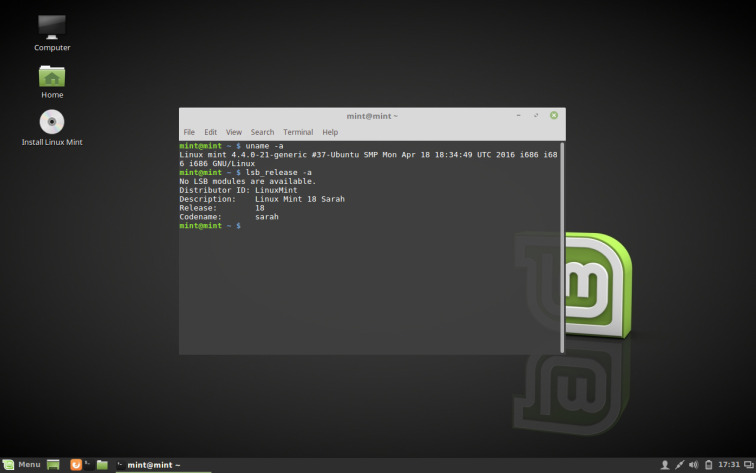 Computer
Home
Install Linux Mint
mint@mint ~
File Edit View Search Terminal Help
mint@mint ~ $ uname -a
Linux mint 4.4.0-21-generic #37-Ubuntu SMP Mon Apr 18 18:34:49 UTC 2016 i686 i68
6 i686 GNU/Linux
mint@mint ~ $ lsb_release -a
No LSB modules are available.
Distributor ID: LinuxMint
Description:    Linux Mint 18 Sarah
Release:        18
Codename:       sarah
mint@mint ~ $
Menu mint@mint ~ 17:31